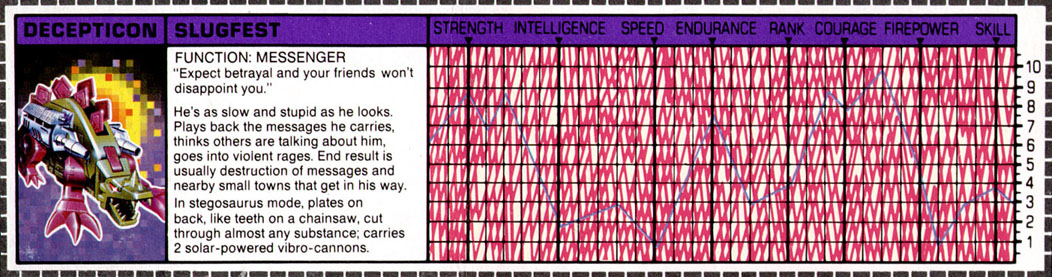 DECEPTICON SLUGFEST
STRENGTH INTELLIGENCE SPEED ENDURANCE RANK COURAGE FIREPOWER SKILL
FUNCTION: MESSENGER
"Expect betrayal and your friends won't
disappoint you."
He's as slow and stupid as he looks.
Plays back the messages he carries,
thinks others are talking about him,
goes into violent rages. End result is
usually destruction of messages and
nearby small towns that get in his way.
In stegosaurus mode, plates on
back, like teeth on a chainsaw, cut
through almost any substance; carries
2 solar-powered vibro-cannons.
10
9
8
7
6
5
4
3
2
1